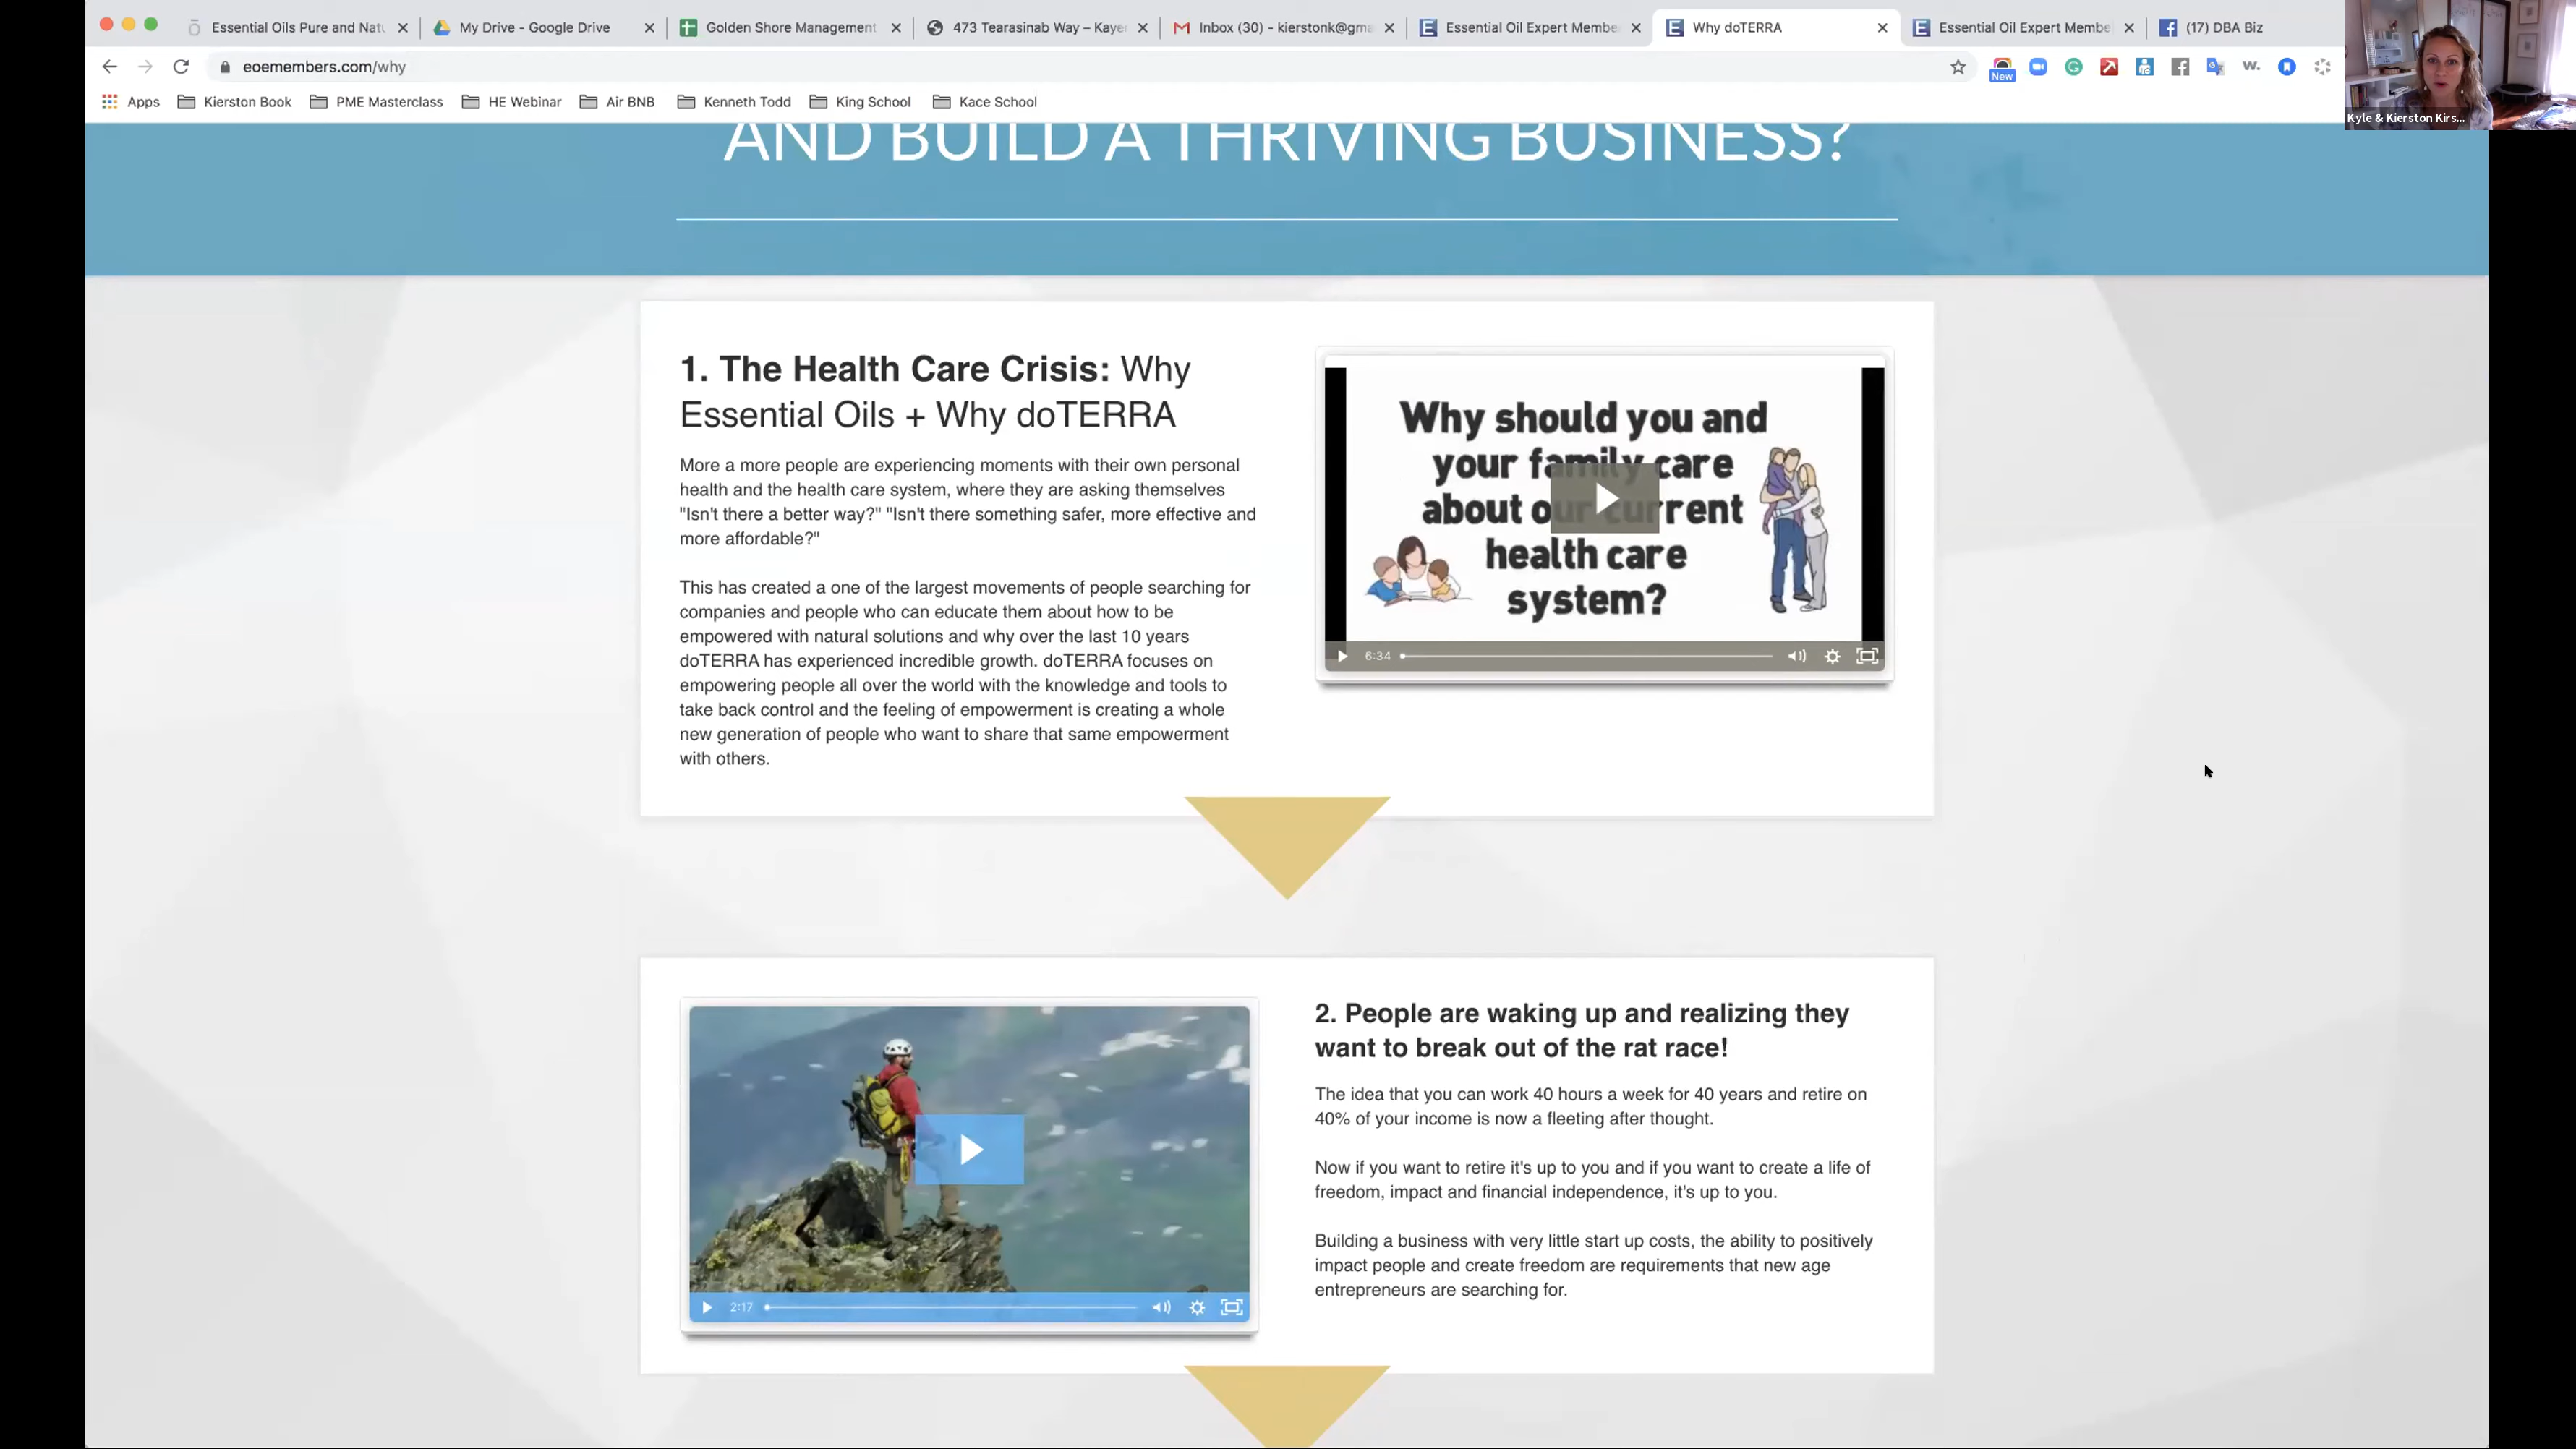 Essential Oils Pure and Natu
My Drive - Google Drive
Golden Shore Management
473 Tearasinab Way – Kayer
Inbox (30) - kierstonk@gma
Essential Oil Expert Membe
Why doTERRA
Essential Oil Expert Membe
(17) DBA Biz
eoemembers.com/why
New
Apps
Kierston Book
PME Masterclass
HE Webinar
Air BNB
Kenneth Todd
King School
Kace School
Kyle & Kierston Kirs...
AND BUILD A THRIVING BUSINESS?
1. The Health Care Crisis: Why
Essential Oils + Why doTERRA
More a more people are experiencing moments with their own personal
health and the health care system, where they are asking themselves
"Isn't there a better way?" "Isn't there something safer, more effective and
more affordable?"
This has created a one of the largest movements of people searching for
companies and people who can educate them about how to be
empowered with natural solutions and why over the last 10 years
doTERRA has experienced incredible growth. doTERRA focuses on
empowering people all over the world with the knowledge and tools to
take back control and the feeling of empowerment is creating a whole
new generation of people who want to share that same empowerment
with others.
Why should you and
your family care
about our current
health care
system?
6:34
2:17
2. People are waking up and realizing they
want to break out of the rat race!
The idea that you can work 40 hours a week for 40 years and retire on
40% of your income is now a fleeting after thought.
Now if you want to retire it's up to you and if you want to create a life of
freedom, impact and financial independence, it's up to you.
Building a business with very little start up costs, the ability to positively
impact people and create freedom are requirements that new age
entrepreneurs are searching for.